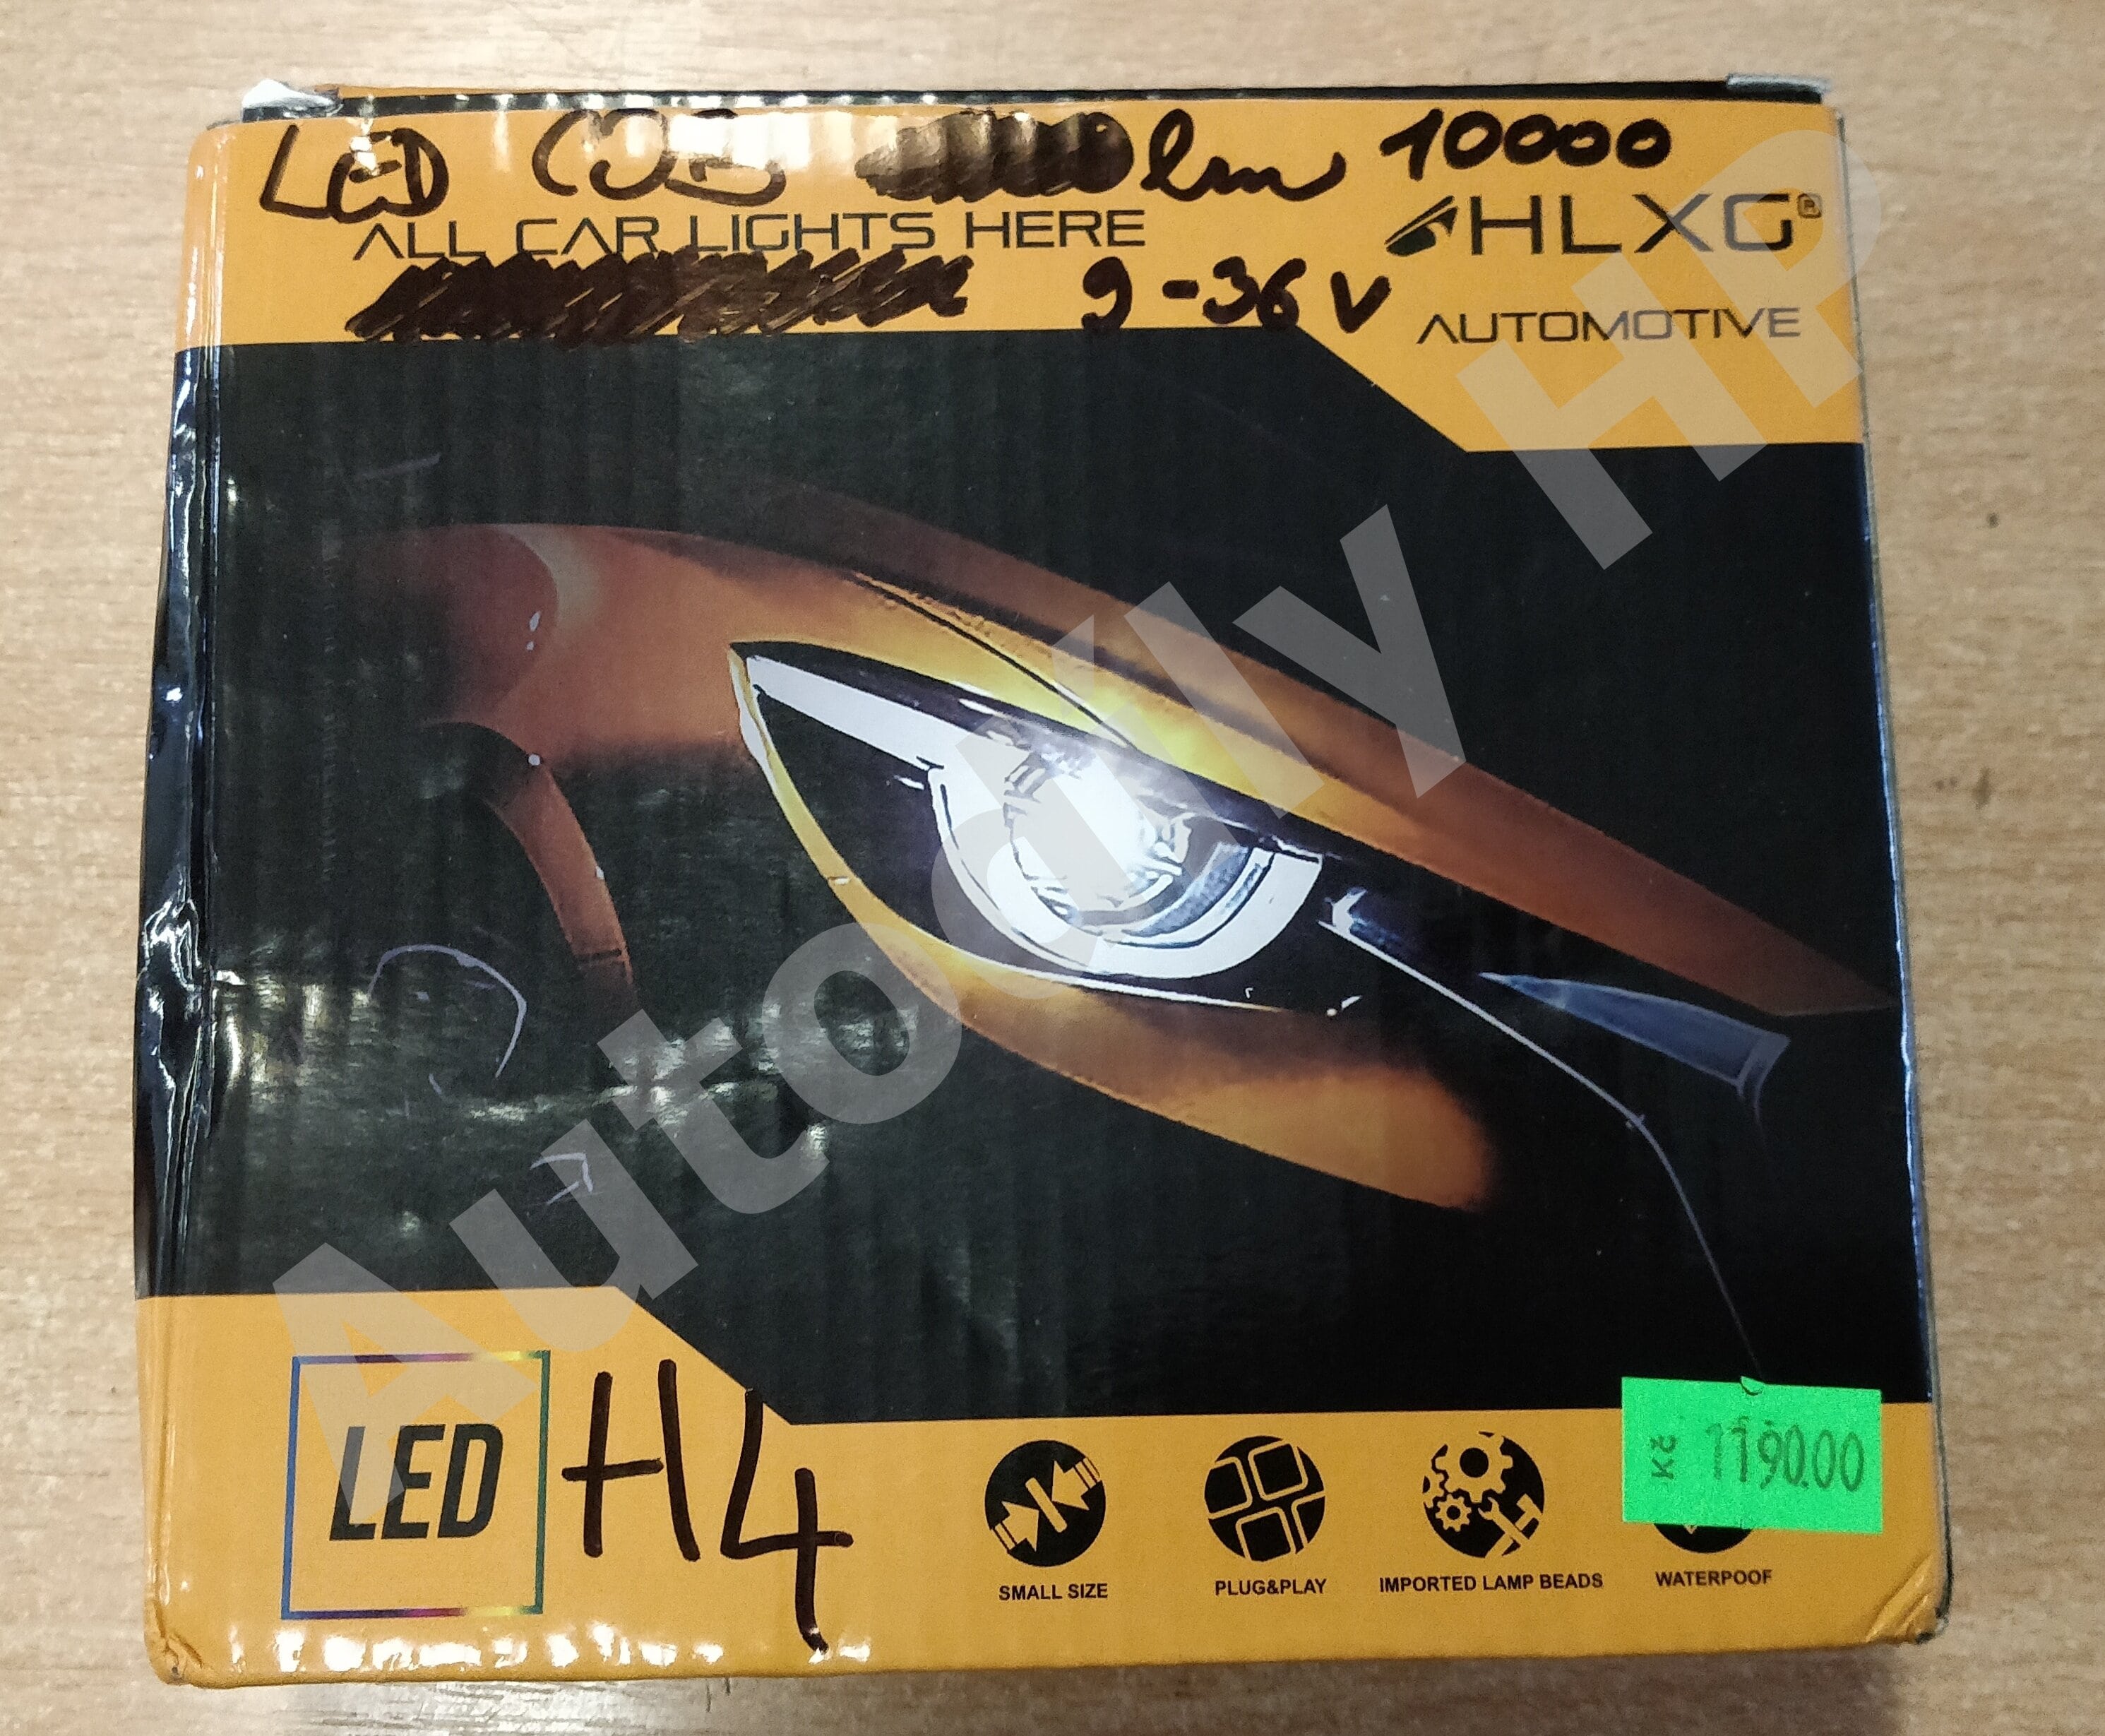 LED COB lm 10000
ALL CAR LIGHTS HERE
HLXG®
9-36V
AUTOMOTIVE
Autodíly HP
LED H4
Kč 1190.00
SMALL SIZE
PLUG&PLAY
IMPORTED LAMP BEADS
WATERPOOF